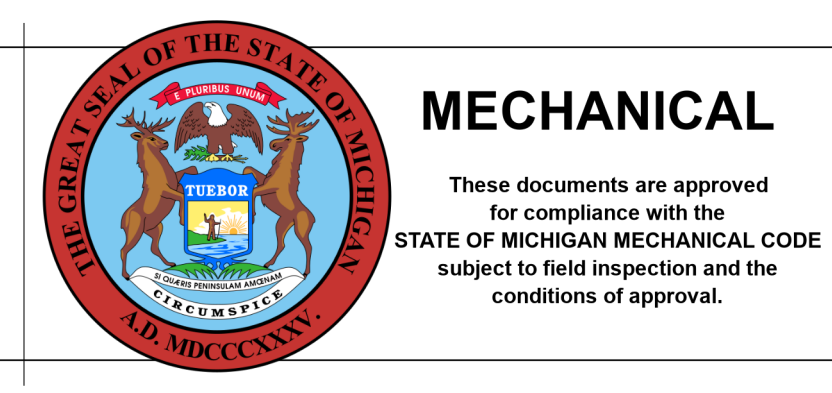 THE GREAT SEAL OF THE STATE OF MICHIGAN
E PLURIBUS UNUM
TUEBOR
SI QUÆRIS PENINSULAM AMŒNAM
CIRCUMSPICE
A.D. MDCCCXXXV.
MECHANICAL
These documents are approved
for compliance with the
STATE OF MICHIGAN MECHANICAL CODE
subject to field inspection and the
conditions of approval.